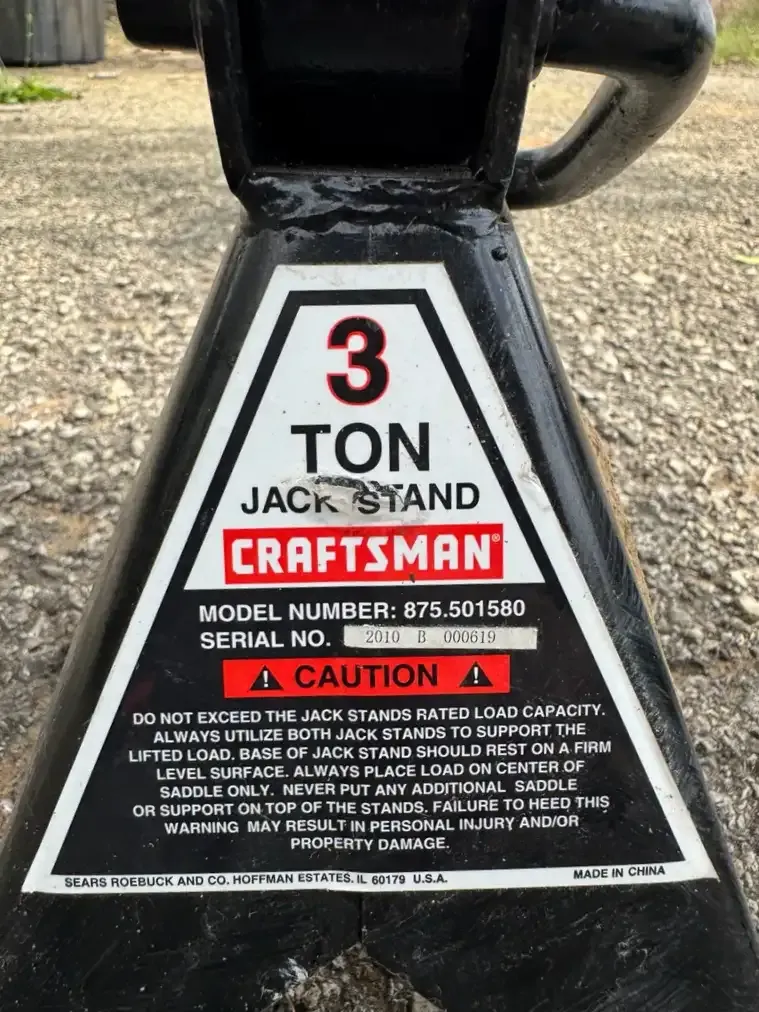 3
TON
JACK STAND
CRAFTSMAN®
MODEL NUMBER: 875.501580
SERIAL NO. 2010 B 000619
CAUTION
DO NOT EXCEED THE JACK STANDS RATED LOAD CAPACITY.
ALWAYS UTILIZE BOTH JACK STANDS TO SUPPORT THE
LIFTED LOAD. BASE OF JACK STAND SHOULD REST ON A FIRM
LEVEL SURFACE. ALWAYS PLACE LOAD ON CENTER OF
SADDLE ONLY. NEVER PUT ANY ADDITIONAL SADDLE
OR SUPPORT ON TOP OF THE STANDS. FAILURE TO HEED THIS
WARNING MAY RESULT IN PERSONAL INJURY AND/OR
PROPERTY DAMAGE.
SEARS ROEBUCK AND CO. HOFFMAN ESTATES. IL 60179 U.S.A. MADE IN CHINA